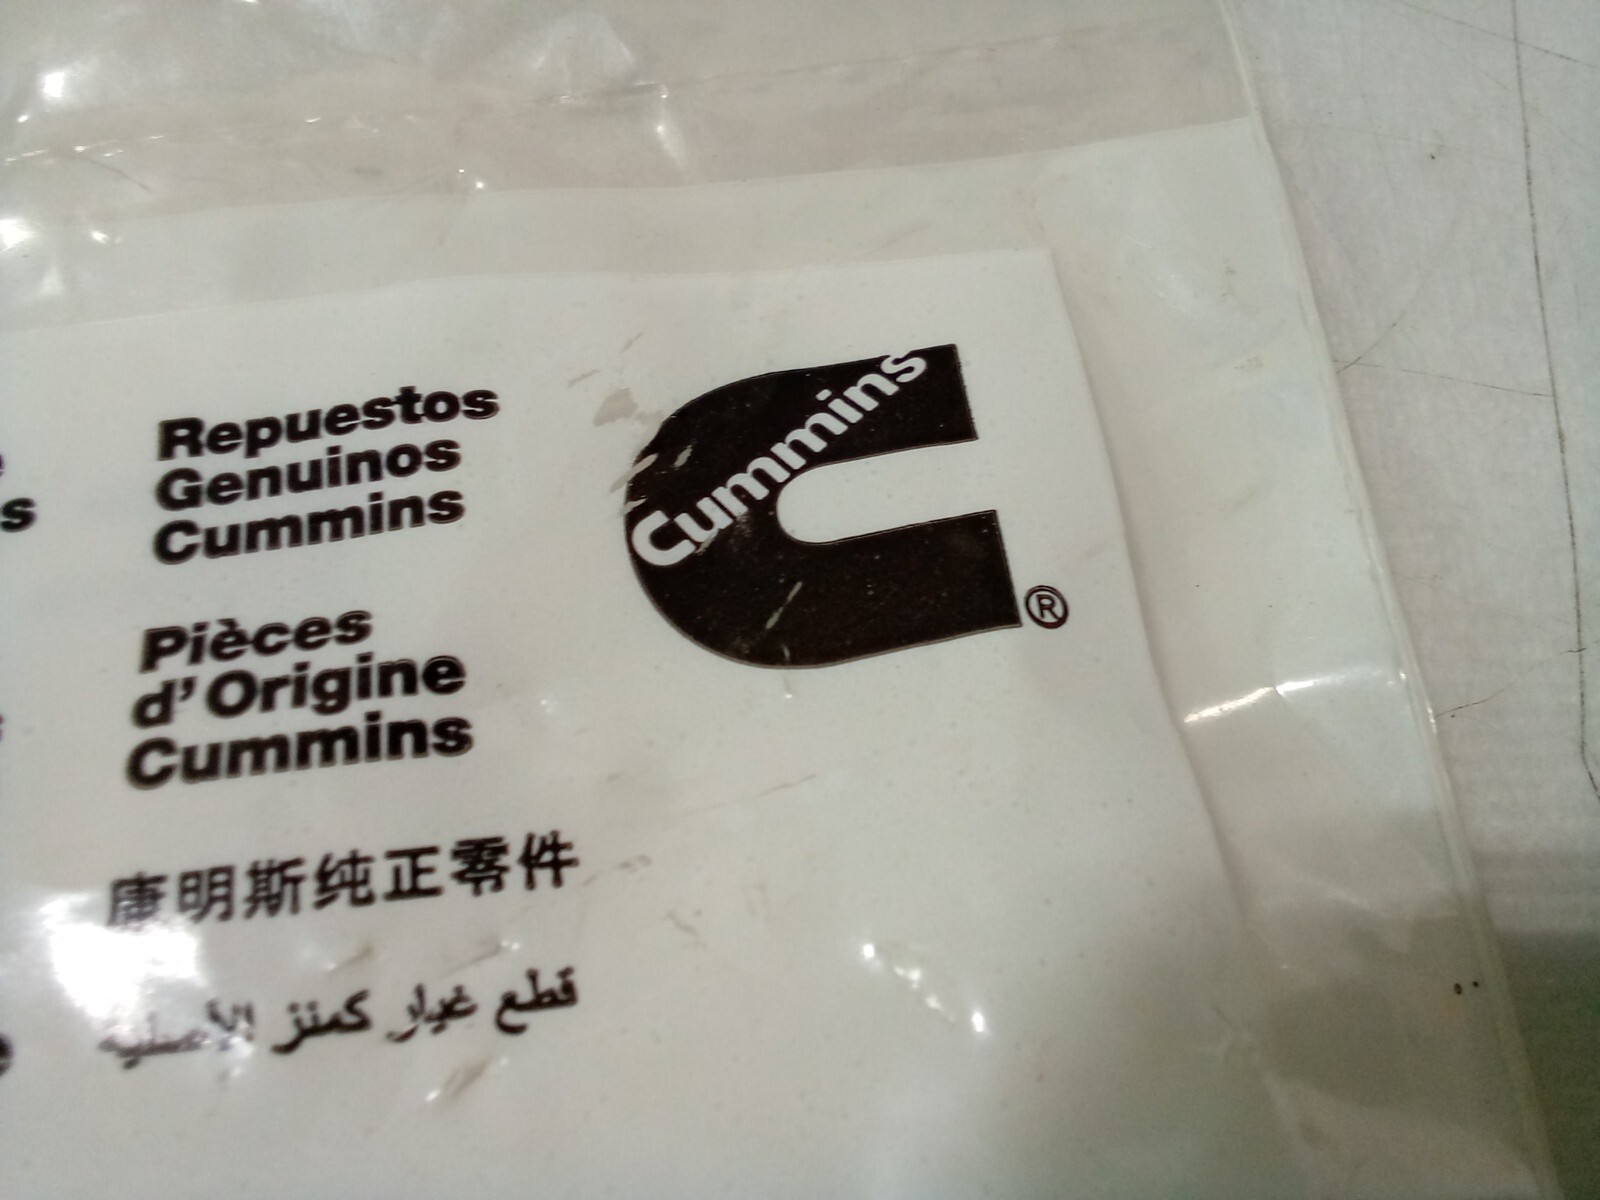 Repuestos
Genuinos
Cummins
Cummins
®
Pièces
d'Origine
Cummins
康明斯纯正零件
قطع غيار كمنز الأصلية